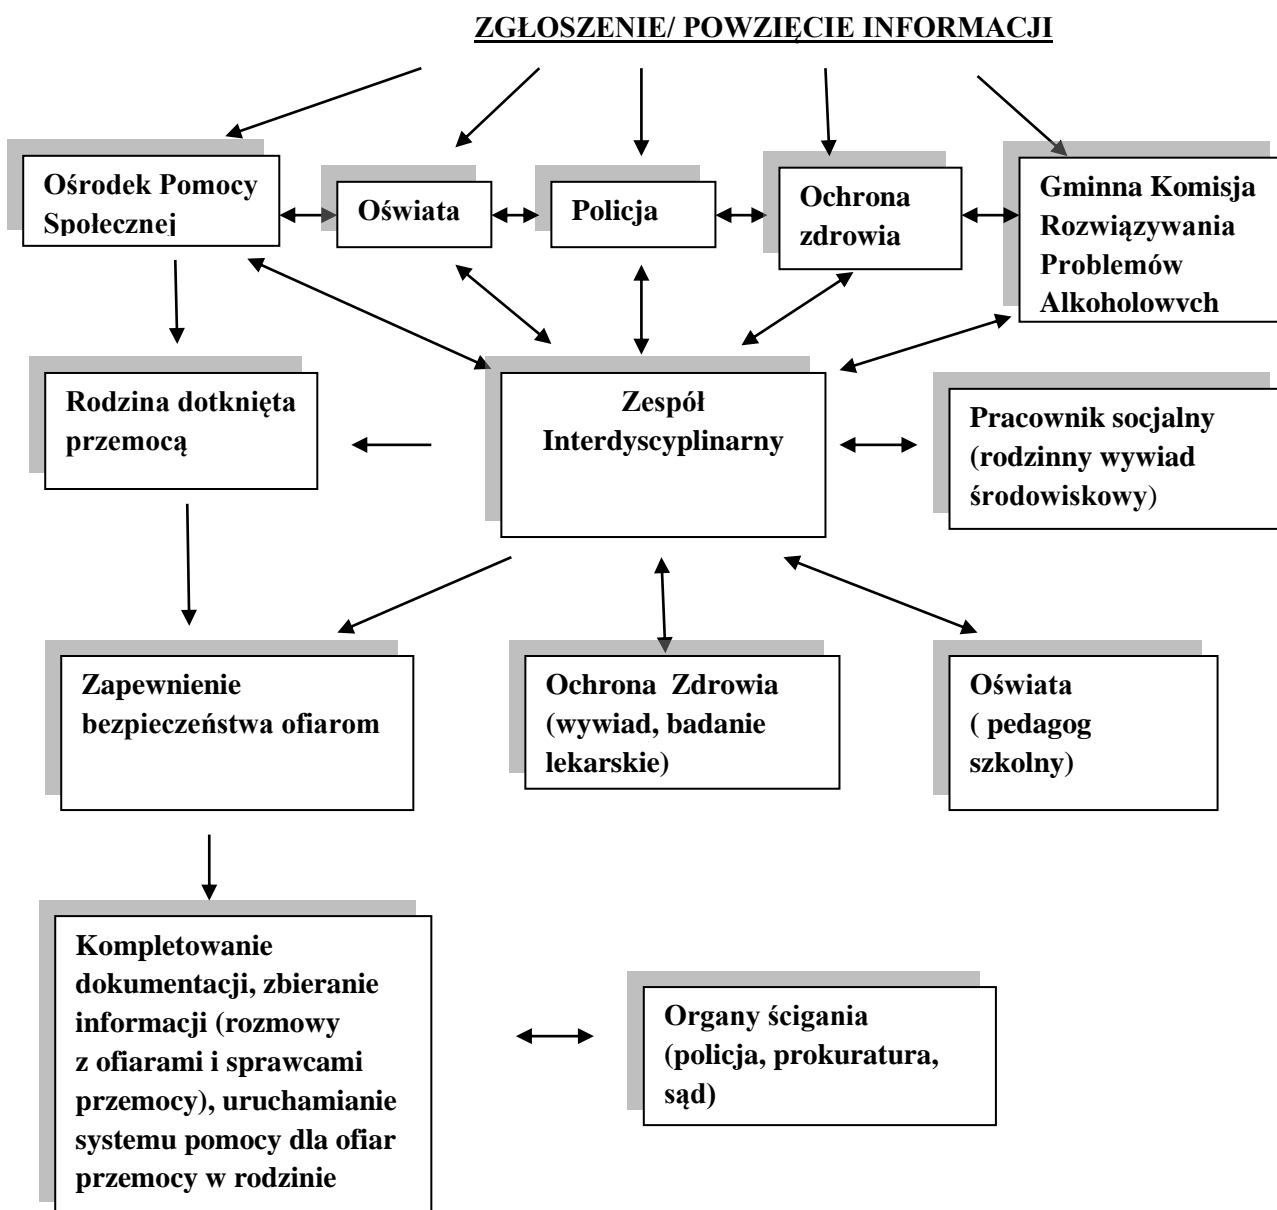 ZGŁOSZENIE/ POWZIĘCIE INFORMACJI
Ośrodek Pomocy
Społecznej
Oświata
Policja
Ochrona
zdrowia
Gminna Komisja
Rozwiązywania
Problemów
Alkoholowych
Rodzina dotknięta
przemocą
Zespół
Interdyscyplinarny
Pracownik socjalny
(rodzinny wywiad
środowiskowy)
Zapewnienie
bezpieczeństwa ofiarom
Ochrona Zdrowia
(wywiad, badanie
lekarskie)
Oświata
( pedagog
szkolny)
Kompletowanie
dokumentacji, zbieranie
informacji (rozmowy
z ofiarami i sprawcami
przemocy), uruchamianie
systemu pomocy dla ofiar
przemocy w rodzinie
Organy ścigania
(policja, prokuratura,
sąd)